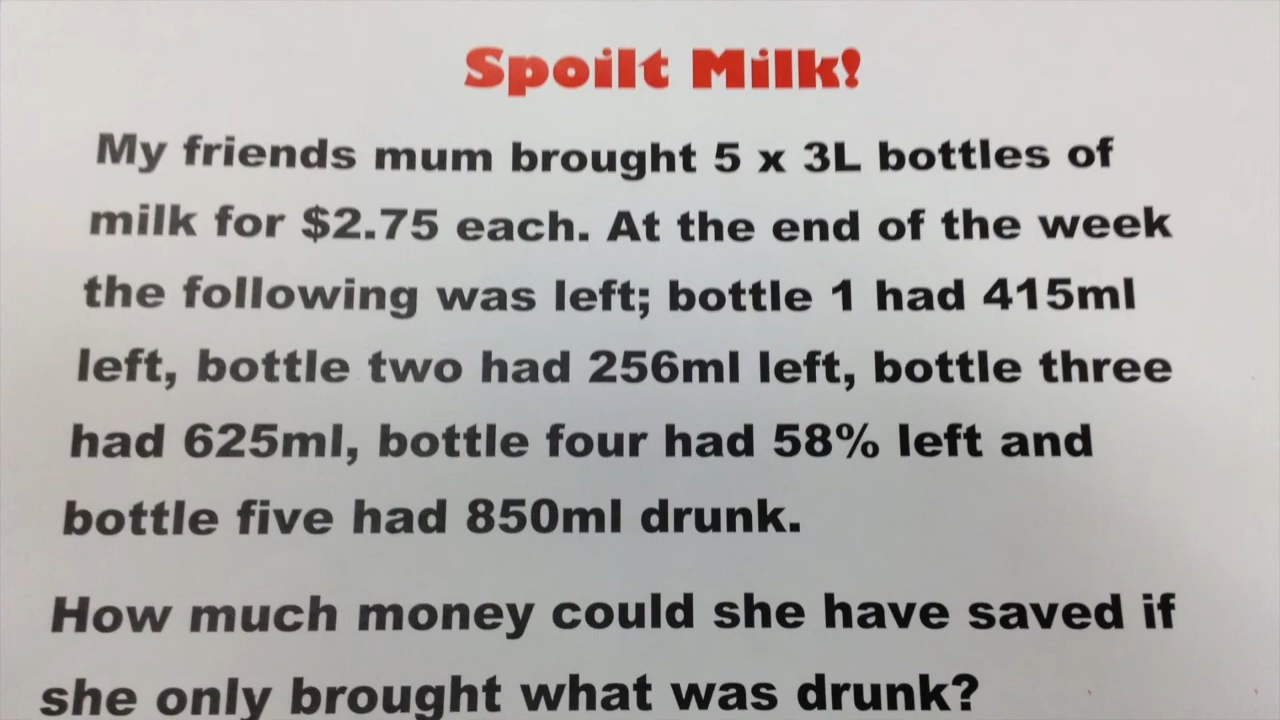 Spoilt Milk!
My friends mum brought 5 x 3L bottles of
milk for $2.75 each. At the end of the week
the following was left; bottle 1 had 415ml
left, bottle two had 256ml left, bottle three
had 625ml, bottle four had 58% left and
bottle five had 850ml drunk.
How much money could she have saved if
she only brought what was drunk?